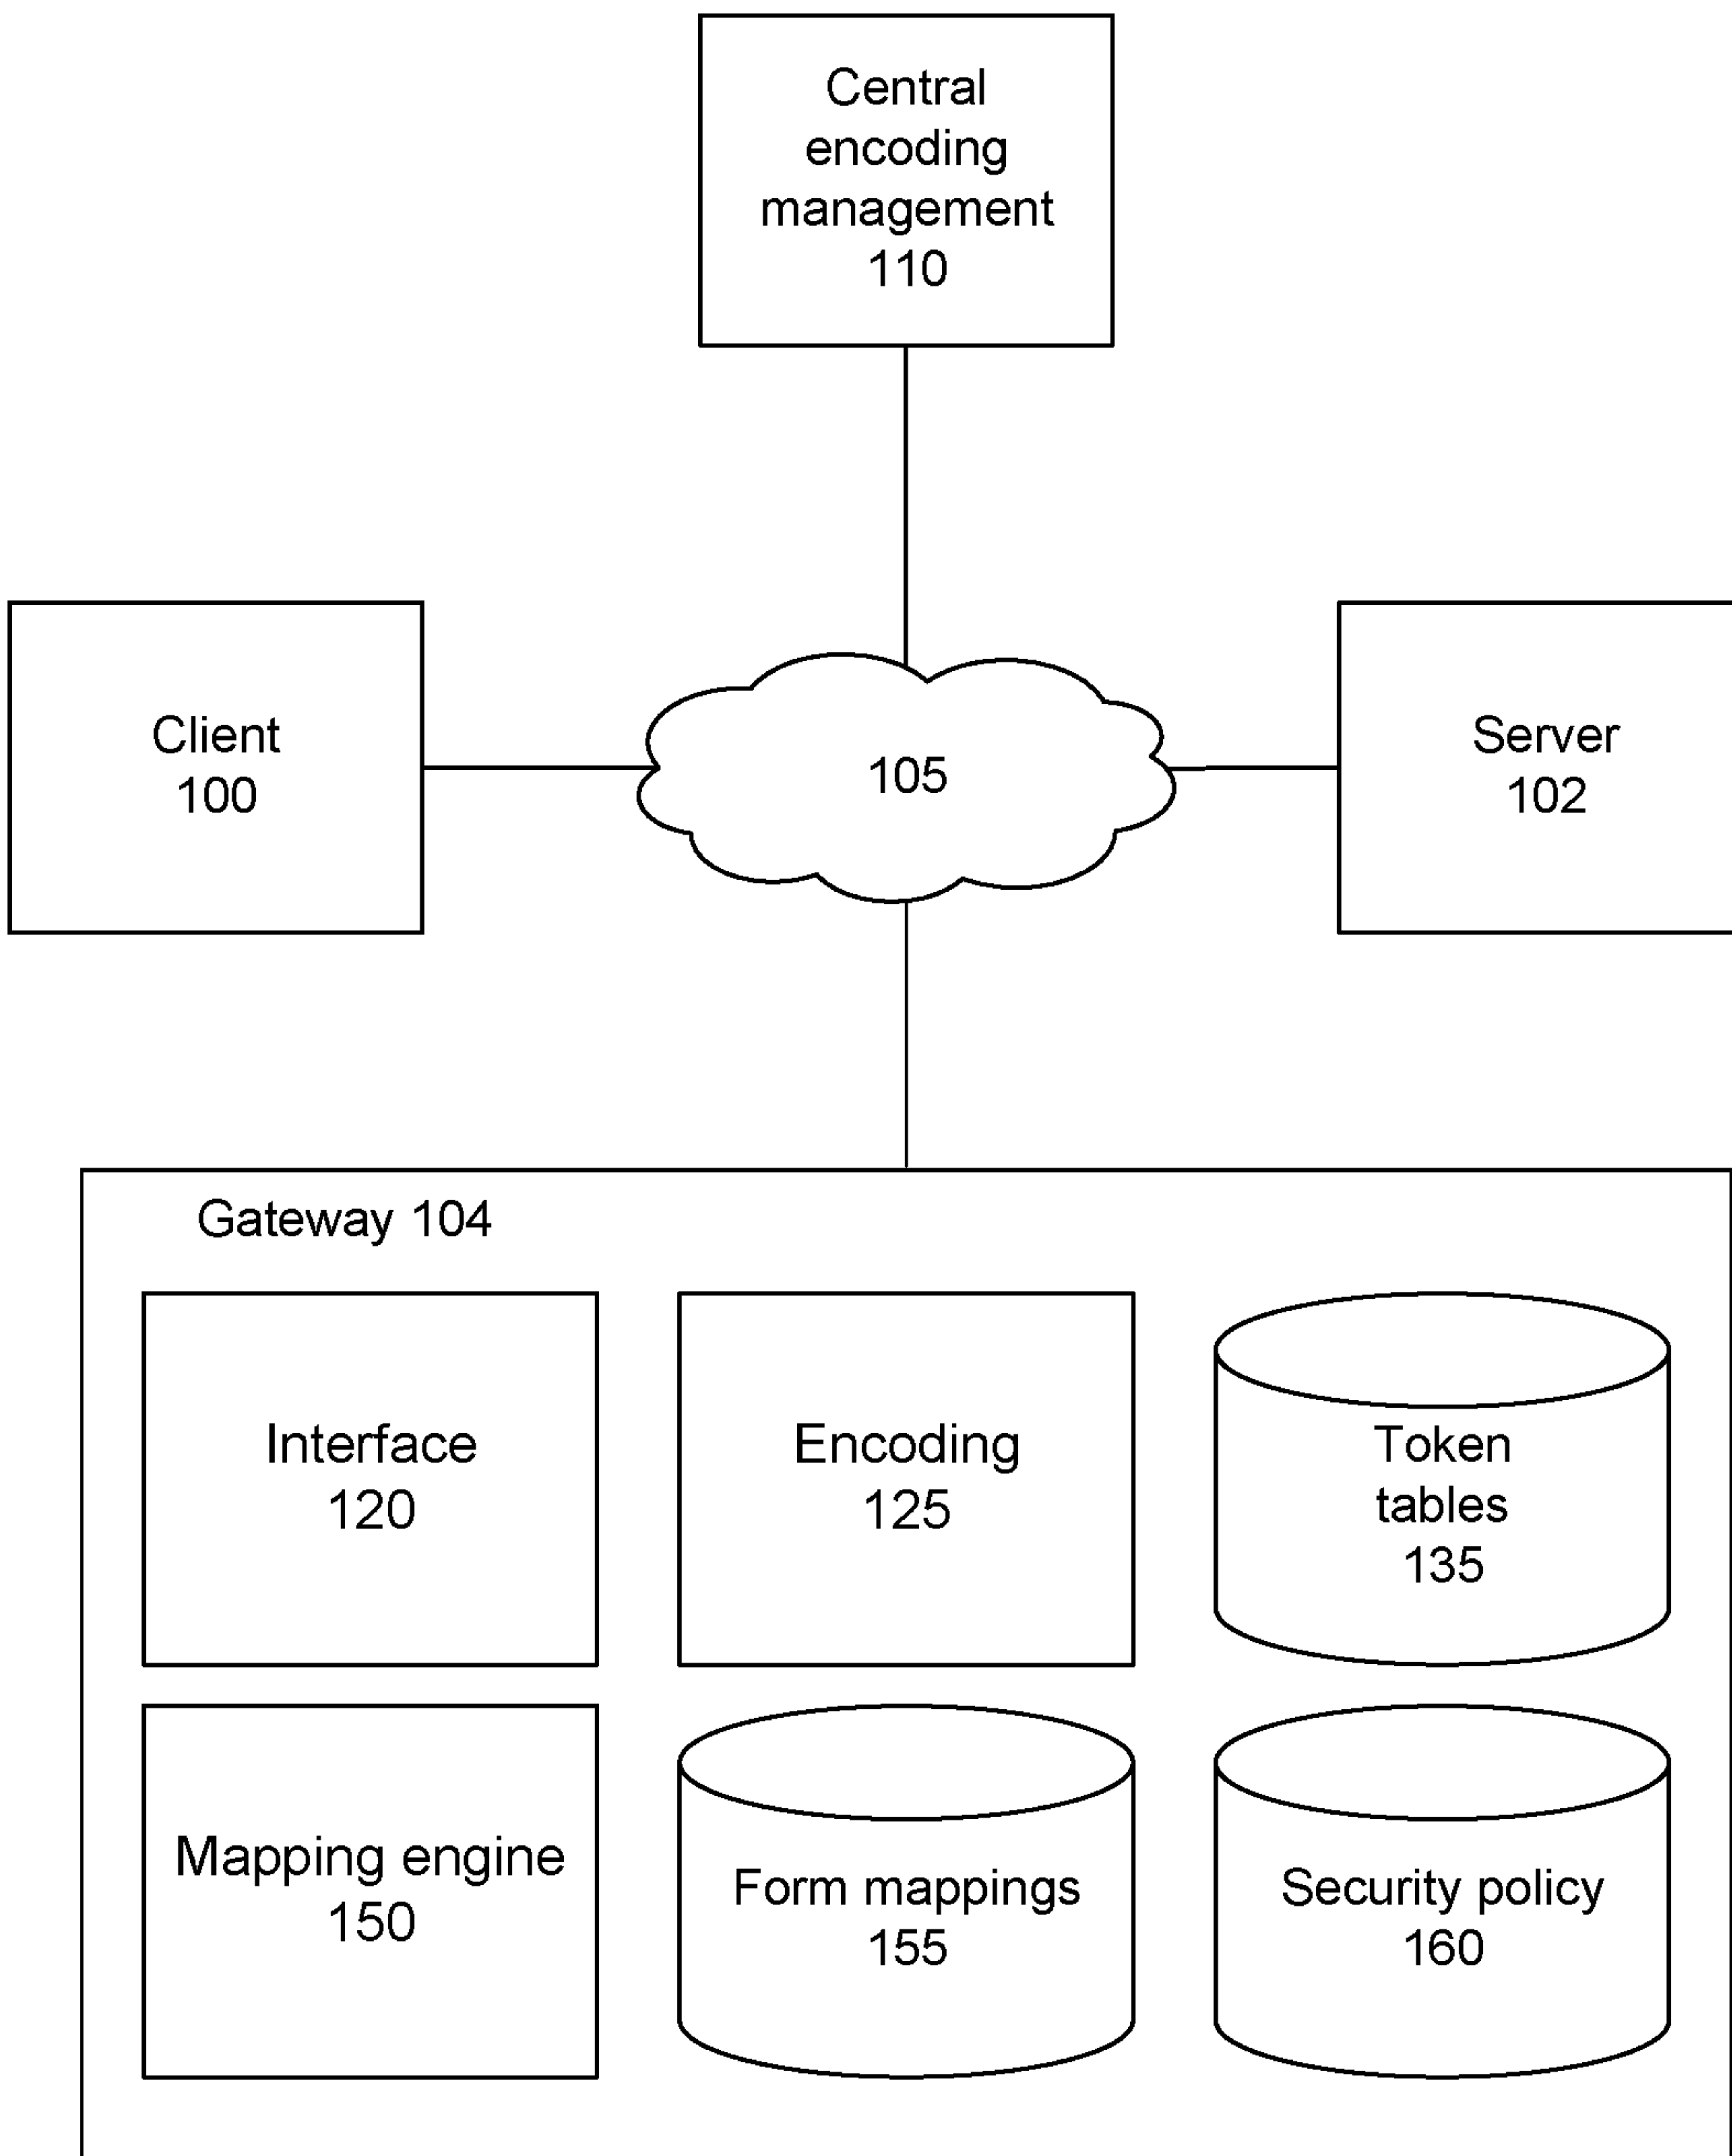 Central
encoding
management
110
Client
100
105
Server
102
Gateway 104
Interface
120
Encoding
125
Token
tables
135
Mapping engine
150
Form mappings
155
Security policy
160